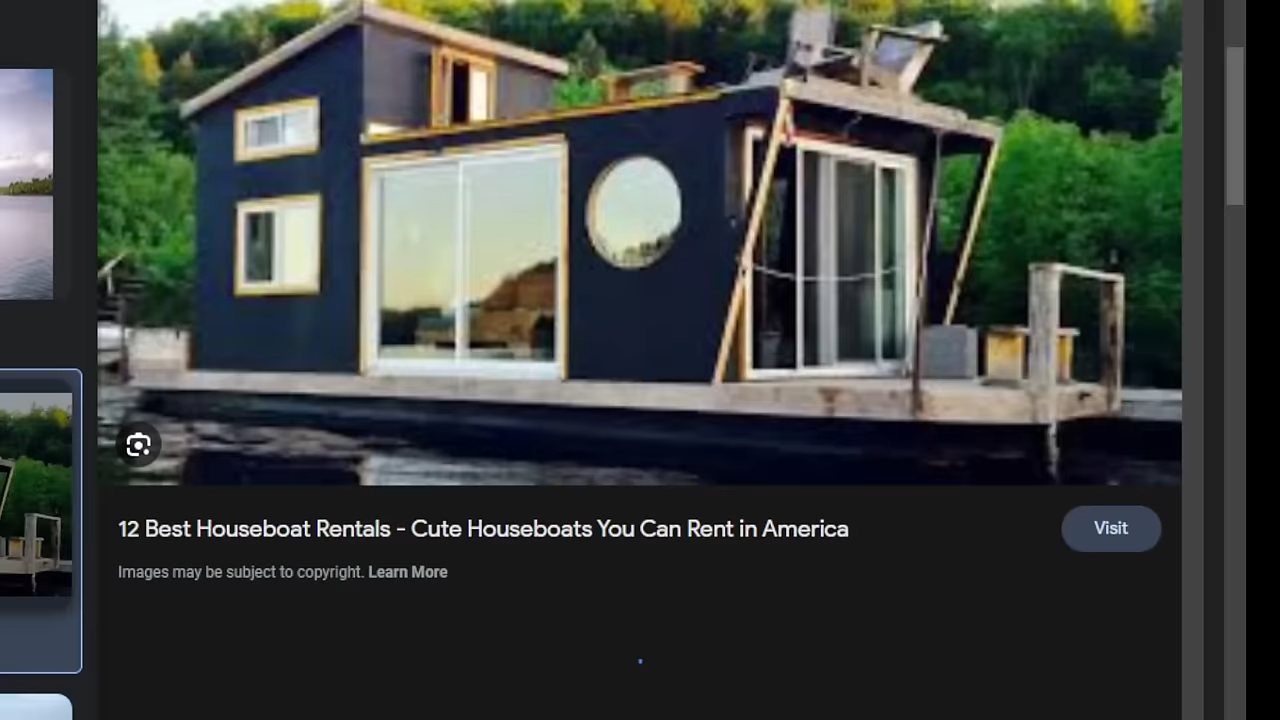 12 Best Houseboat Rentals - Cute Houseboats You Can Rent in America
Visit
Images may be subject to copyright. Learn More